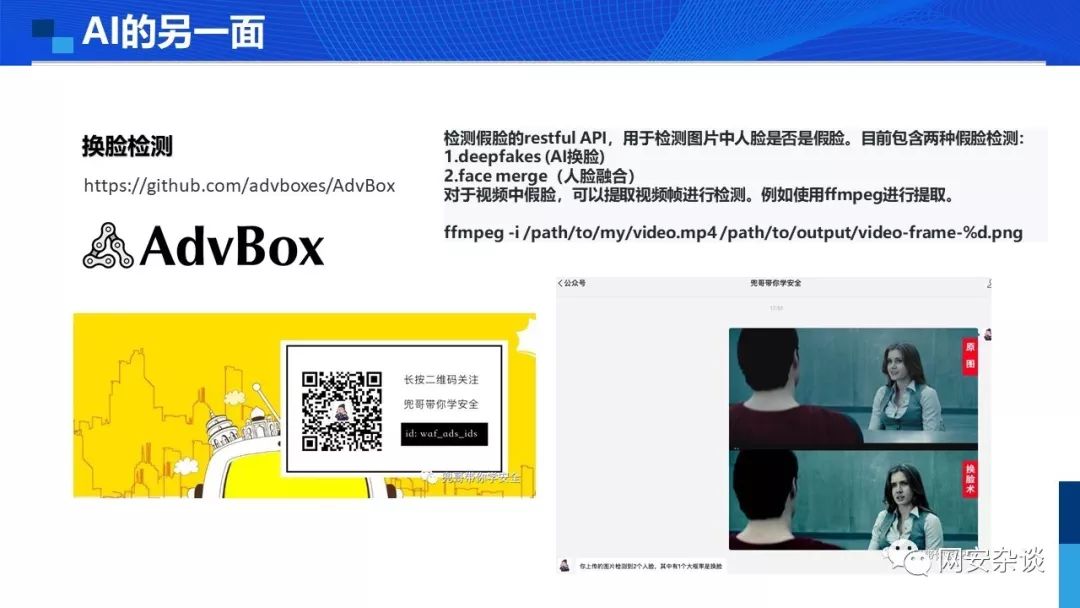 AI的另一面
换脸检测
https://github.com/advboxes/AdvBox
AdvBox
检测假脸的restful API，用于检测图片中人脸是否是假脸。目前包含两种假脸检测：
1.deepfakes (AI换脸)
2.face merge（人脸融合）
对于视频中假脸，可以提取视频帧进行检测。例如使用ffmpeg进行提取。
ffmpeg -i /path/to/my/video.mp4 /path/to/output/video-frame-%d.png
长按二维码关注
兜哥带你学安全
id: waf_ads_ids
兜哥带你学安全
公众号
兜哥带你学安全
原图
换脸术
你上传的图片检测到2个人脸，其中有1个大概率是换脸
网安杂谈